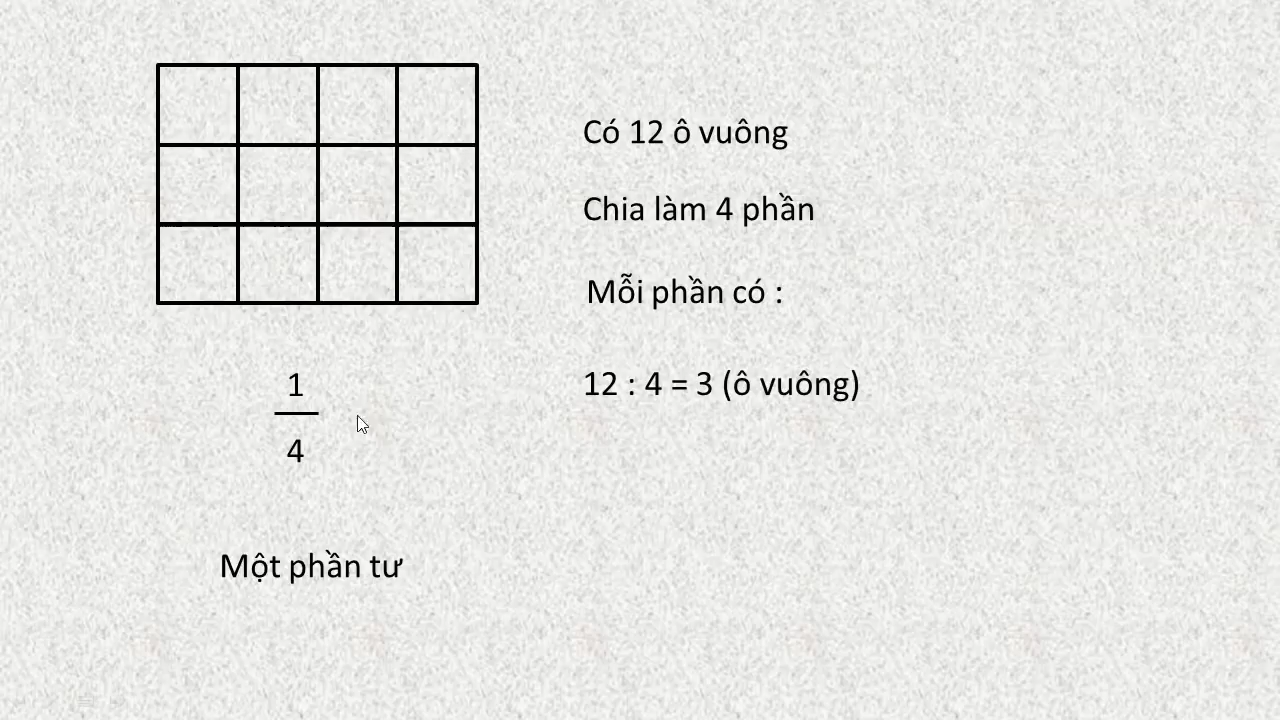 Có 12 ô vuông
Chia làm 4 phần
Mỗi phần có :
12 : 4 = 3 (ô vuông)
1
4
Một phần tư